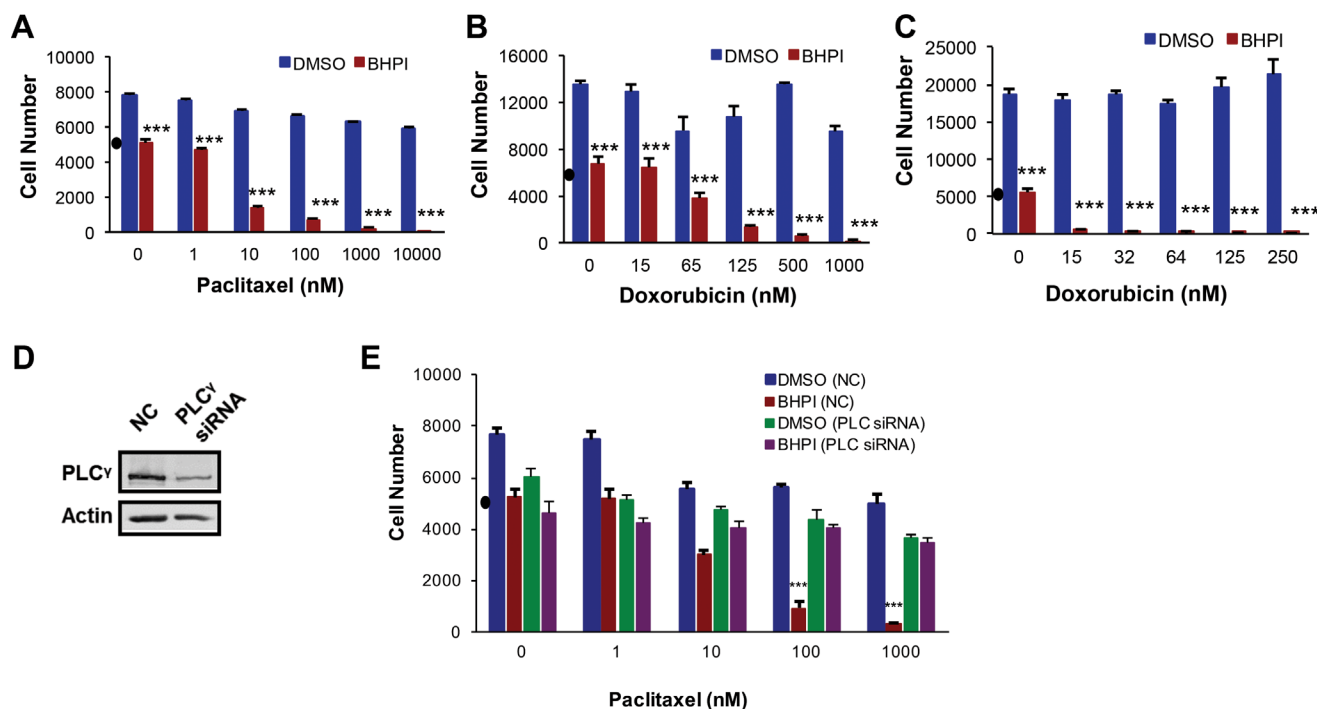 A
DMSO BHPI
Cell Number
10000
8000
6000
4000
2000
0
*** *** *** *** *** ***
0 1 10 100 1000 10000
Paclitaxel (nM)
B
DMSO BHPI
Cell Number
16000
12000
8000
4000
0
*** *** *** *** *** ***
0 15 65 125 500 1000
Doxorubicin (nM)
C
DMSO BHPI
Cell Number
25000
20000
15000
10000
5000
0
*** *** *** *** *** ***
0 15 32 64 125 250
Doxorubicin (nM)
D
NC
PLCγ
siRNA
PLCγ
Actin
E
DMSO (NC)
BHPI (NC)
DMSO (PLC siRNA)
BHPI (PLC siRNA)
Cell Number
10000
8000
6000
4000
2000
0
*** ***
0 1 10 100 1000
Paclitaxel (nM)